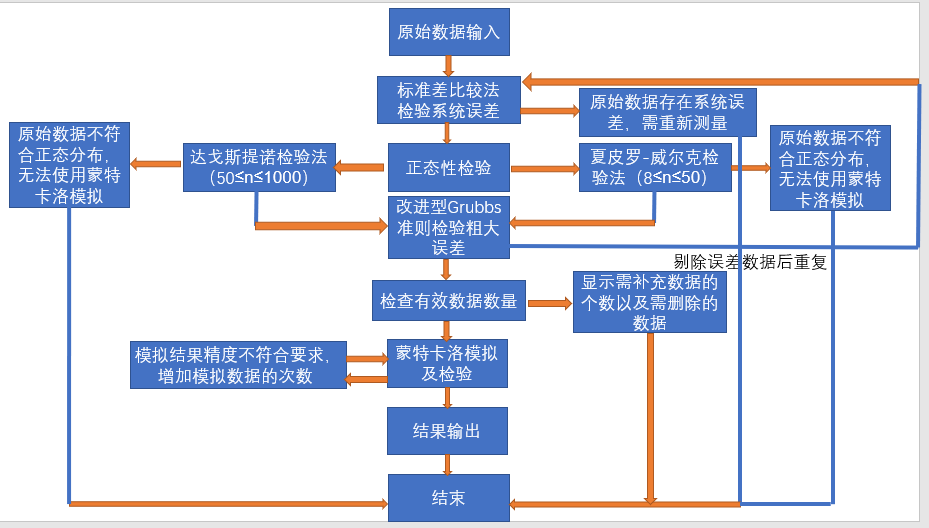 原始数据输入
标准差比较法
检验系统误差
原始数据存在系统误
差，需重新测量
原始数据不符
合正态分布，
无法使用蒙特
卡洛模拟
达戈斯提诺检验法
（50≤n≤1000）
正态性检验
夏皮罗-威尔克检
验法（8≤n≤50）
原始数据不符
合正态分布，
无法使用蒙特
卡洛模拟
改进型Grubbs
准则检验粗大
误差
剔除误差数据后重复
检查有效数据数量
显示需补充数据的
个数以及需删除的
数据
模拟结果精度不符合要求，
增加模拟数据的次数
蒙特卡洛模拟
及检验
结果输出
结束